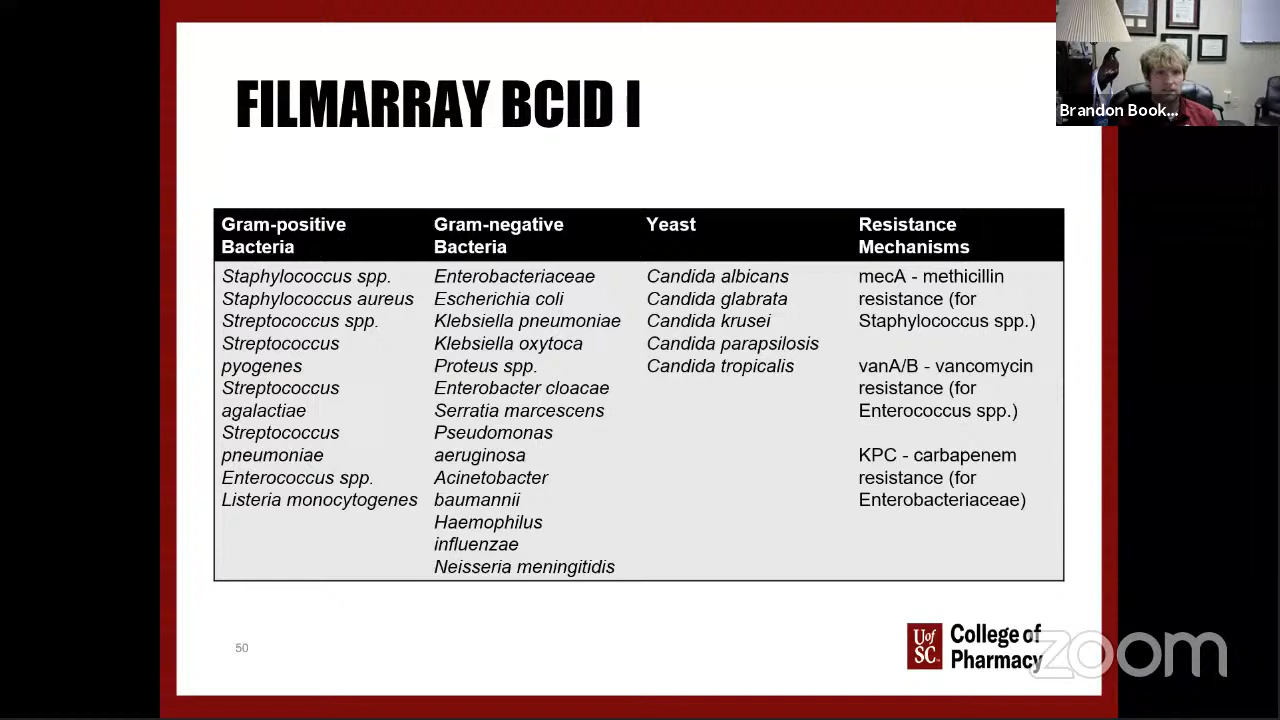 FILMARRAY BCID I
Brandon Book...
Gram-positive
Bacteria
Gram-negative
Bacteria
Yeast
Resistance
Mechanisms
Staphylococcus spp.
Staphylococcus aureus
Streptococcus spp.
Streptococcus
pyogenes
Streptococcus
agalactiae
Streptococcus
pneumoniae
Enterococcus spp.
Listeria monocytogenes
Enterobacteriaceae
Escherichia coli
Klebsiella pneumoniae
Klebsiella oxytoca
Proteus spp.
Enterobacter cloacae
Serratia marcescens
Pseudomonas
aeruginosa
Acinetobacter
baumannii
Haemophilus
influenzae
Neisseria meningitidis
Candida albicans
Candida glabrata
Candida krusei
Candida parapsilosis
Candida tropicalis
mecA - methicillin
resistance (for
Staphylococcus spp.)
vanA/B - vancomycin
resistance (for
Enterococcus spp.)
KPC - carbapenem
resistance (for
Enterobacteriaceae)
50
UofSC
College of
Pharmacy
zoom